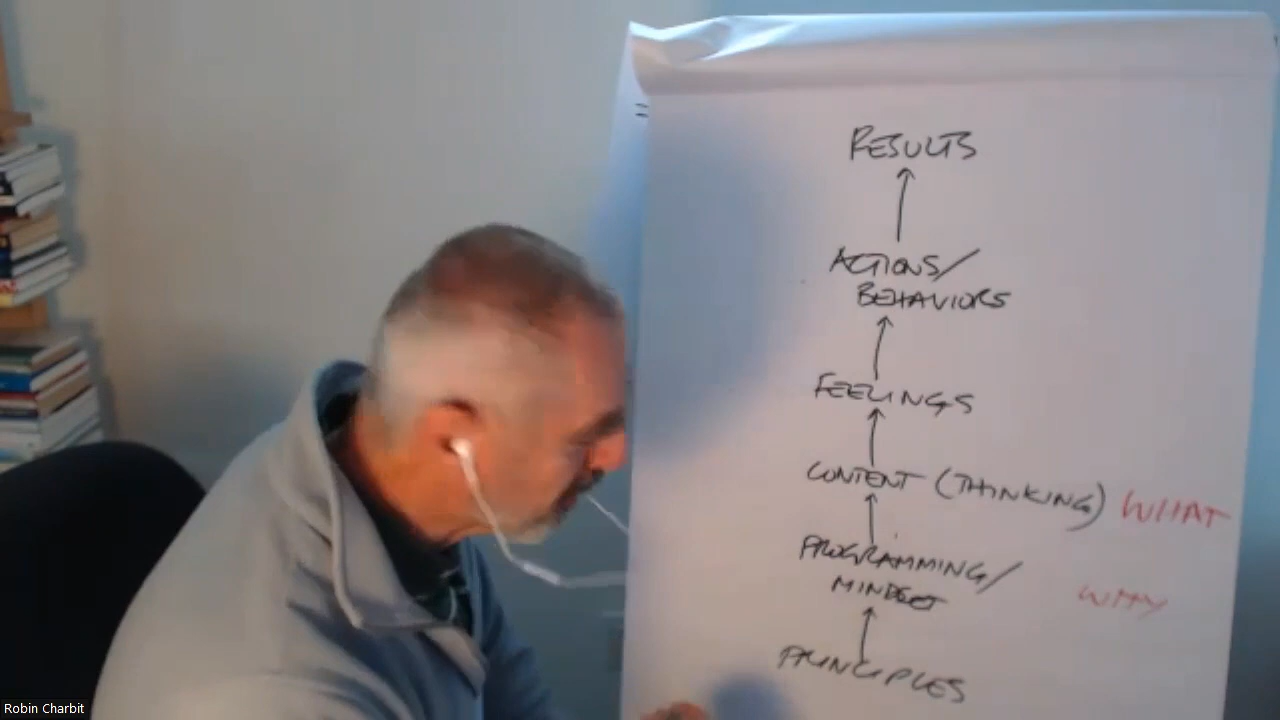 RESULTS
ACTIONS/
BEHAVIORS
FEELINGS
CONTENT (THINKING) WHAT
PROGRAMMING/
MINDSET WHY
PRINCIPLES
Robin Charbit